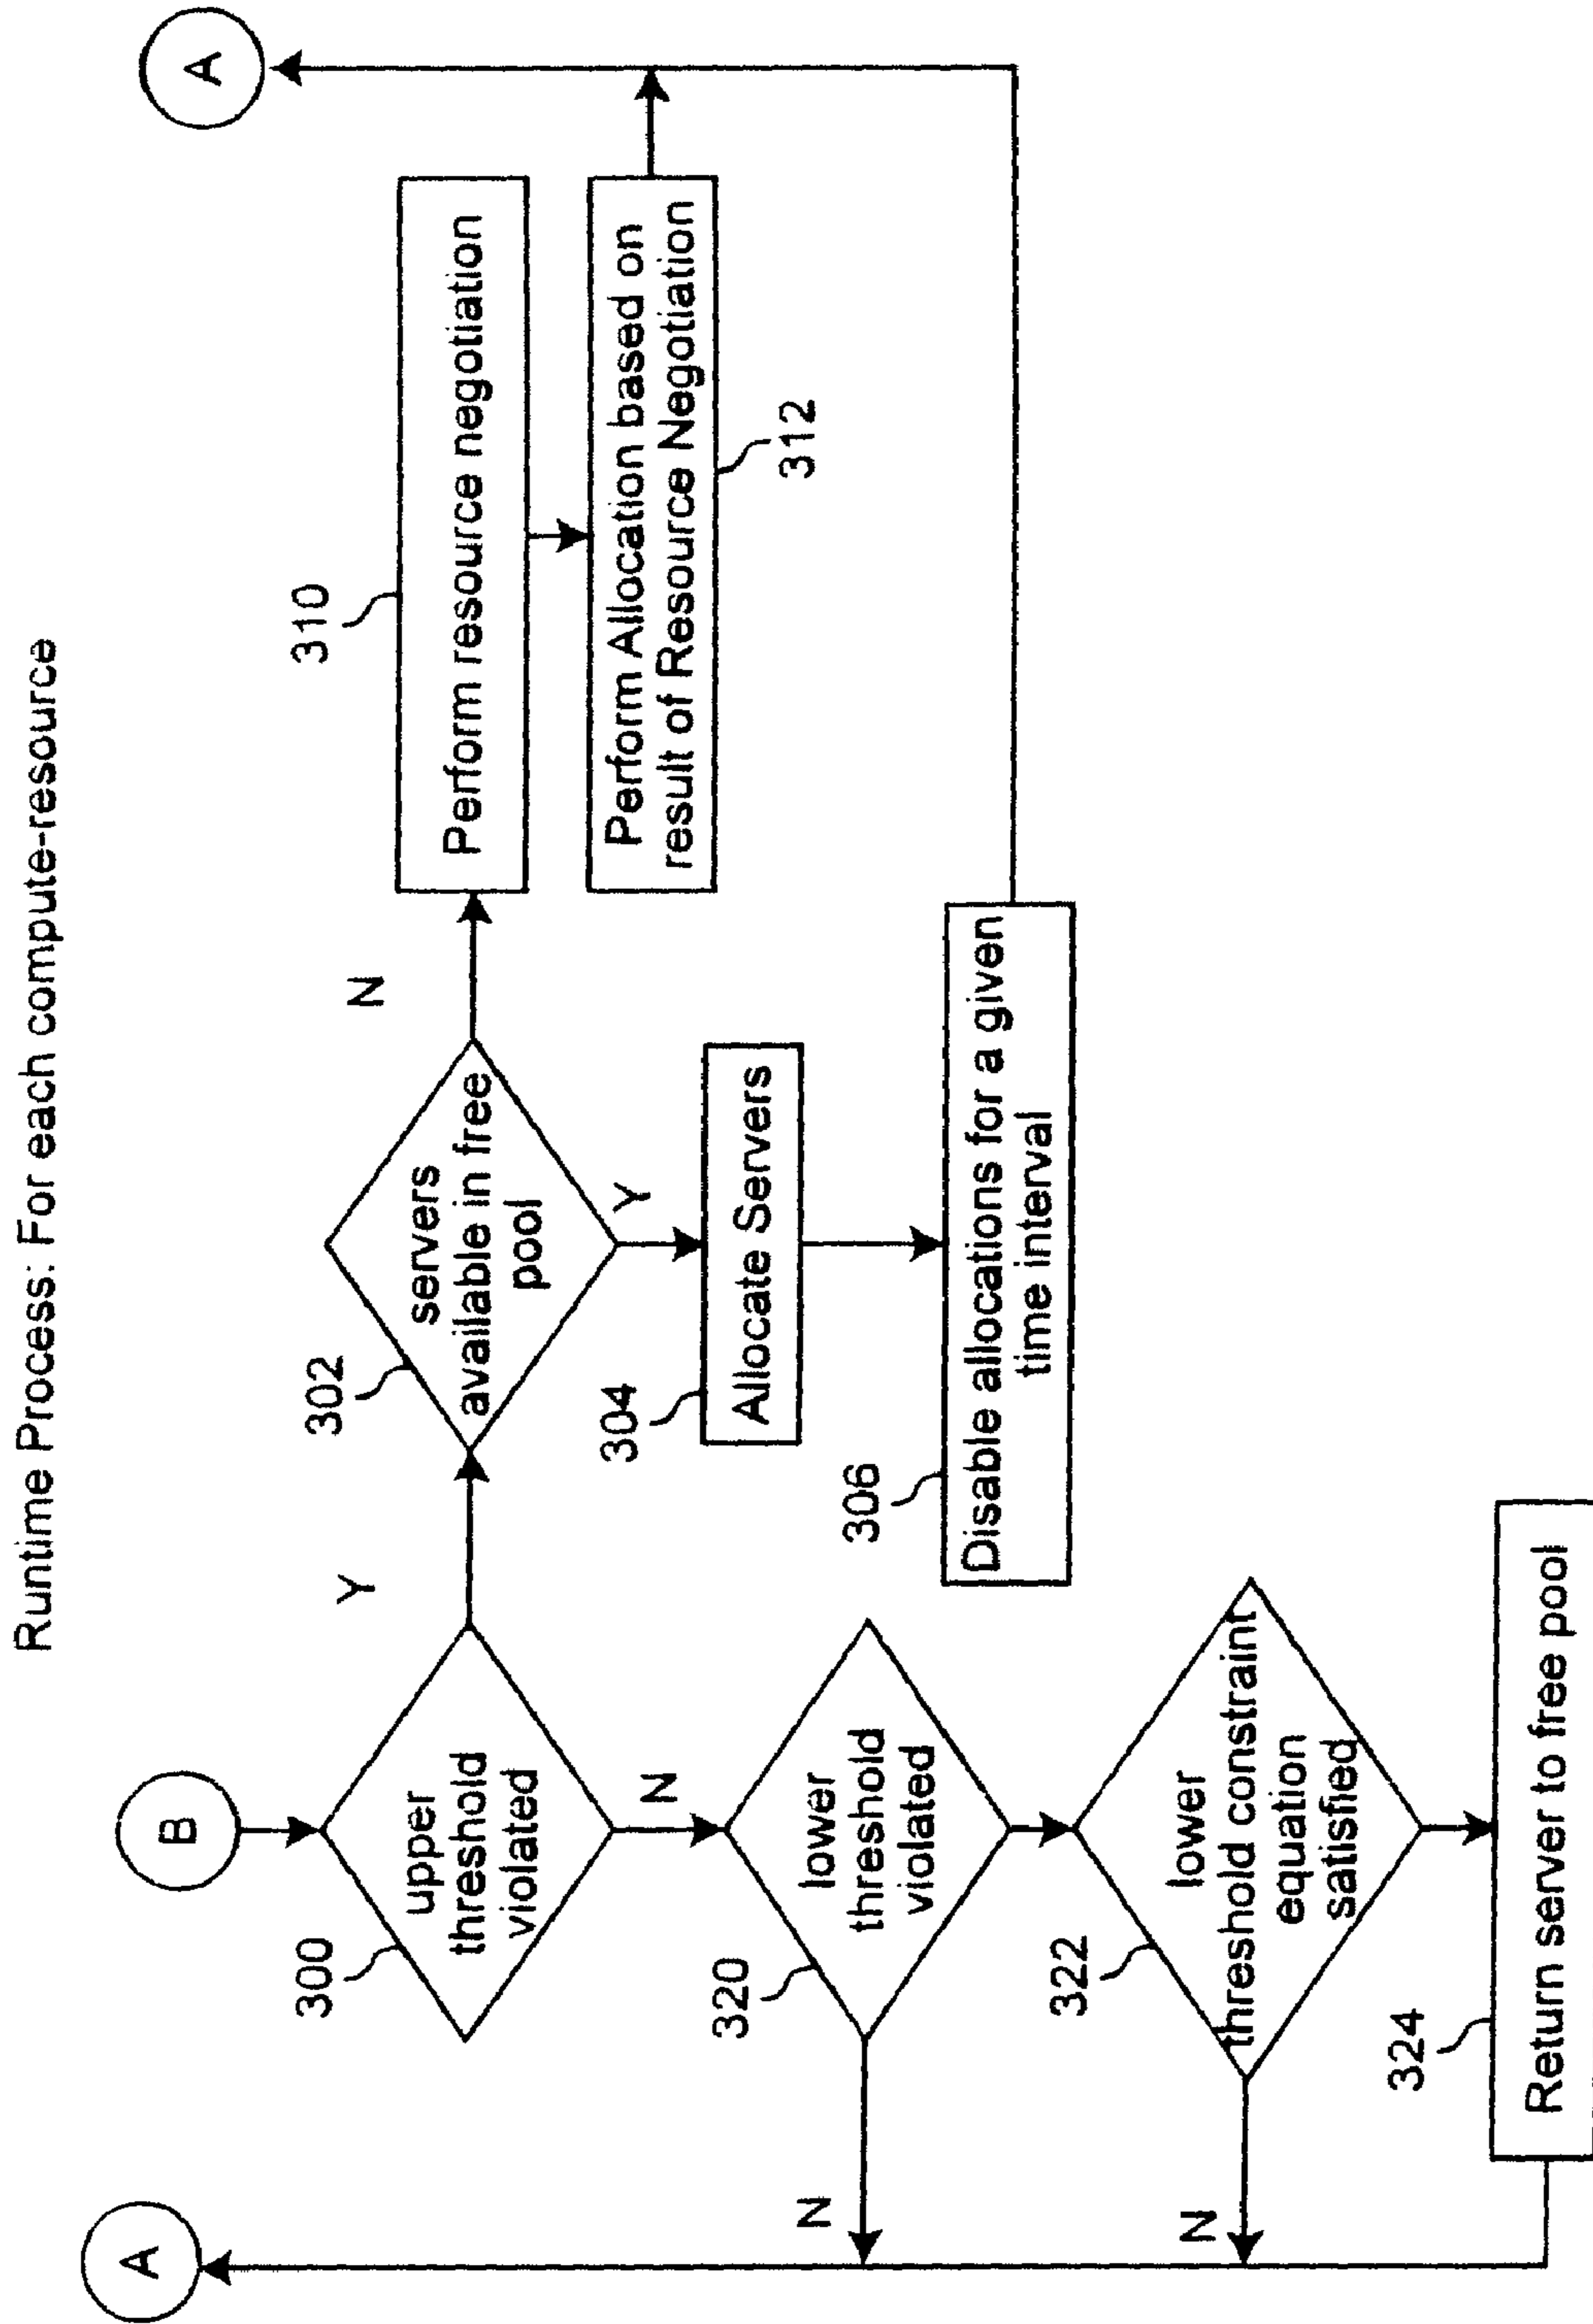 Runtime Process: For each compute-resource
A
B
A
300
upper
threshold
violated
Y
N
302
servers
available in free
pool
N
Y
310
Perform resource negotiation
Perform Allocation based on
result of Resource Negotiation
312
304
Allocate Servers
306
Disable allocations for a given
time interval
320
lower
threshold
violated
N
322
lower
threshold constraint
equation
satisfied
N
324
Return server to free pool